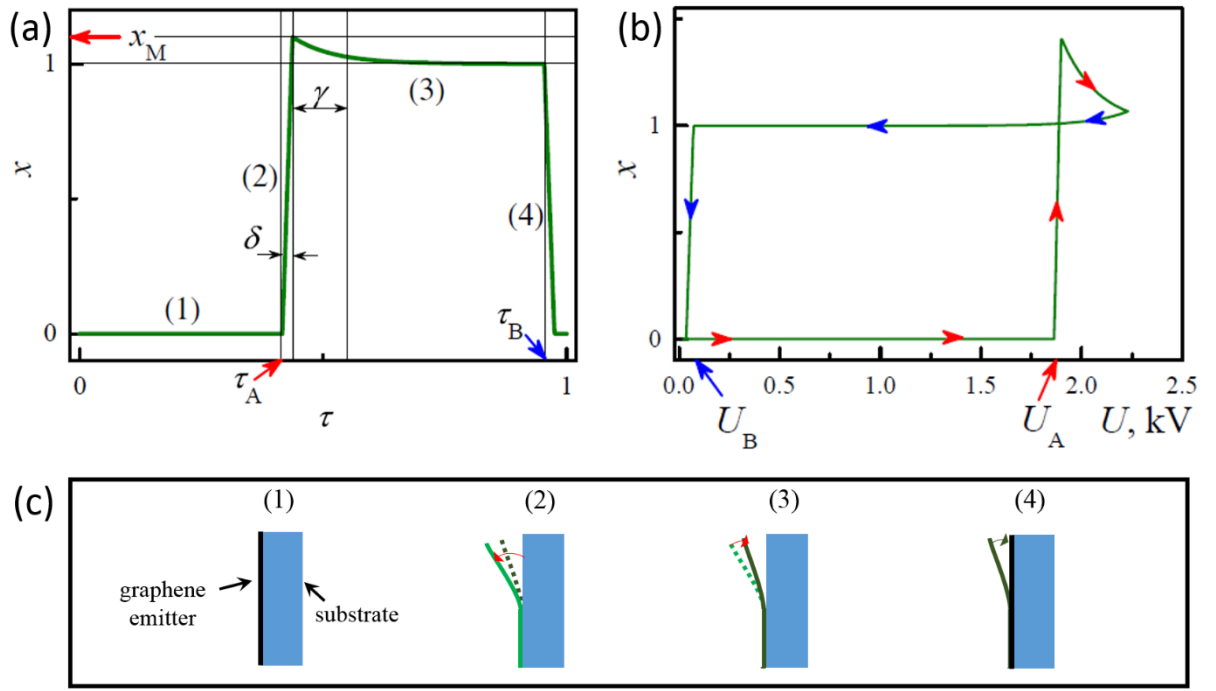 (a)
x_M
1
(3)
γ
x
(2)
(4)
δ
(1)
τ_B
0
0
τ_A
1
τ
(b)
1
x
0
0.0 0.5 1.0 1.5 2.0 2.5
U_B
U_A
U, kV
(c)
(1) (2) (3) (4)
graphene
emitter
substrate